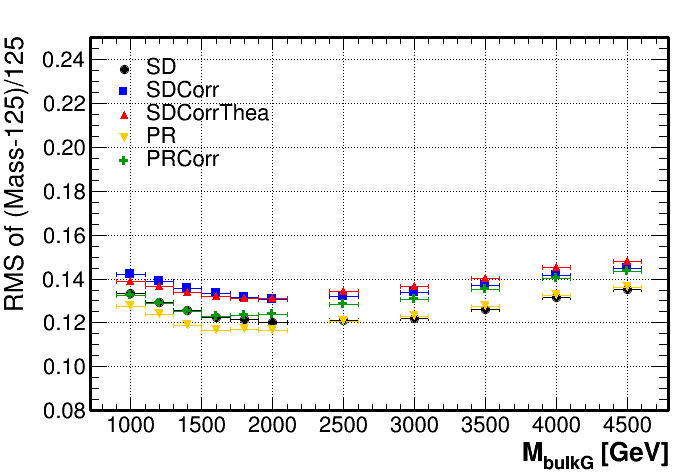 RMS of (Mass-125)/125
0.24
0.22
0.20
0.18
0.16
0.14
0.12
0.10
0.08
SD
SDCorr
SDCorrThea
PR
PRCorr
1000 1500 2000 2500 3000 3500 4000 4500
M_bulkG [GeV]